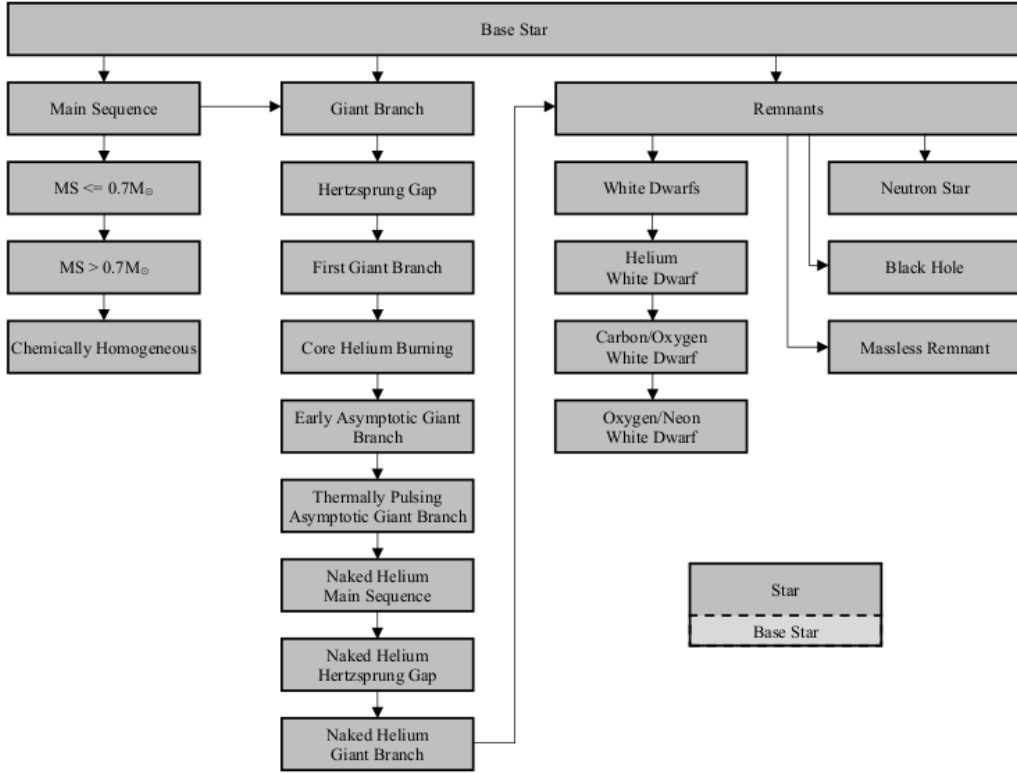 Base Star
Main Sequence
Giant Branch
Remnants
MS <= 0.7M☉
Hertzsprung Gap
White Dwarfs
Neutron Star
MS > 0.7M☉
First Giant Branch
Helium
White Dwarf
Black Hole
Chemically Homogeneous
Core Helium Burning
Carbon/Oxygen
White Dwarf
Massless Remnant
Early Asymptotic Giant
Branch
Oxygen/Neon
White Dwarf
Thermally Pulsing
Asymptotic Giant Branch
Naked Helium
Main Sequence
Star
Base Star
Naked Helium
Hertzsprung Gap
Naked Helium
Giant Branch